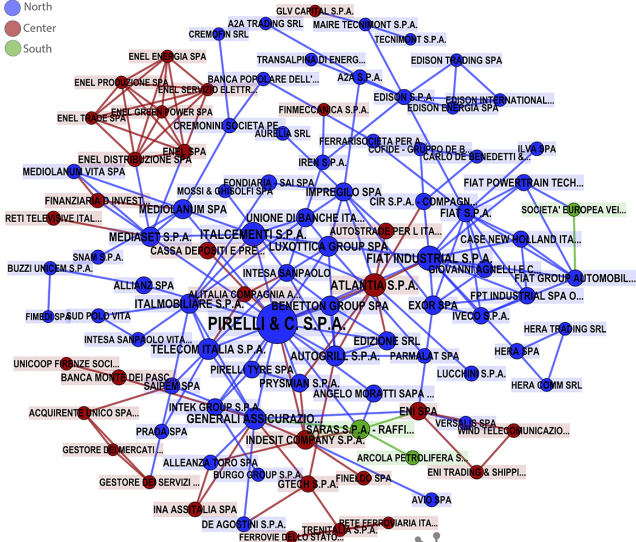 North
Center
South
GLV CAPITAL S.P.A.
A2A TRADING SRL
MAIRE TECNIMONT S.P.A.
CREMOFIN SRL
TECNIMONT S.P.A.
ENEL ENERGIA SPA
TRANSALPINA DI ENERG...
EDISON TRADING SPA
ENEL PRODUZIONE SPA
BANCA POPOLARE DELL'...
A2A S.P.A.
ENEL SERVIZIO ELETTR...
EDISON S.P.A.
EDISON INTERNATIONAL...
EDISON ENERGIA SPA
ENEL TRADE SPA
ENEL GREEN POWER SPA
FINMECCANICA S.P.A.
CREMONINI SOCIETA PE...
AURELIA SRL
FERRARISOCIETA PER A...
COFIDE - GRUPPO DE B...
ILVA SPA
ENEL SPA
ENEL DISTRIBUZIONE SPA
IREN S.P.A.
CARLO DE BENEDETTI &...
MEDIOLANUM VITA SPA
FONDIARIA - SAI SPA
FIAT POWERTRAIN TECH...
MOSSI & GHISOLFI SPA
IMPREGILO SPA
FINANZIARIA D INVEST...
MEDIOLANUM SPA
CIR S.P.A. - COMPAGN...
FIAT S.P.A.
SOCIETA' EUROPEA VEI...
RETI TELEVISIVE ITAL...
UNIONE DI BANCHE ITA...
AUTOSTRADE PER L ITA...
MEDIASET S.P.A.
ITALCEMENTI S.P.A.
CASE NEW HOLLAND ITA...
CASSA DEPOSITI E PRE...
LUXOTTICA GROUP SPA
SNAM S.P.A.
FIAT INDUSTRIAL S.P.A.
BUZZI UNICEM S.P.A.
INTESA SANPAOLO
GIOVANNI AGNELLI E C...
FIAT GROUP AUTOMOBIL...
ALLIANZ SPA
ATLANTIA S.P.A.
ALITALIA COMPAGNIA A...
FPT INDUSTRIAL SPA O...
ITALMOBILIARE S.P.A.
BENETTON GROUP SPA
EXOR SPA
FIMEDI SPA
SUD POLO VITA
IVECO S.P.A.
PIRELLI & C. S.P.A.
HERA TRADING SRL
INTESA SANPAOLO VITA...
EDIZIONE SRL
TELECOM ITALIA S.P.A.
AUTOGRILL S.P.A.
PARMALAT SPA
HERA SPA
UNICOOP FIRENZE SOCI...
PIRELLI TYRE SPA
LUCCHINI S.P.A.
BANCA MONTE DEI PASC...
SAIPEM SPA
PRYSMIAN S.P.A.
HERA COMM SRL
ANGELO MORATTI SAPA ...
ACQUIRENTE UNICO SPA...
INTEK GROUP S.P.A.
ENI SPA
GENERALI ASSICURAZIO...
VERSALIS SPA
PRADA SPA
SARAS S.P.A. - RAFFI...
WIND TELECOMUNICAZIO...
INDESIT COMPANY S.P.A.
GESTORE DEI MERCATI ...
ARCOLA PETROLIFERA S...
ALLEANZA TORO SPA
ENI TRADING & SHIPPI...
GESTORE DEI SERVIZI ...
BURGO GROUP S.P.A.
GTECH S.P.A.
FINELDO SPA
AVIO SPA
INA ASSITALIA SPA
DE AGOSTINI S.P.A.
RETE FERROVIARIA ITA...
TRENITALIA S.P.A.
FERROVIE DELLO STATO...